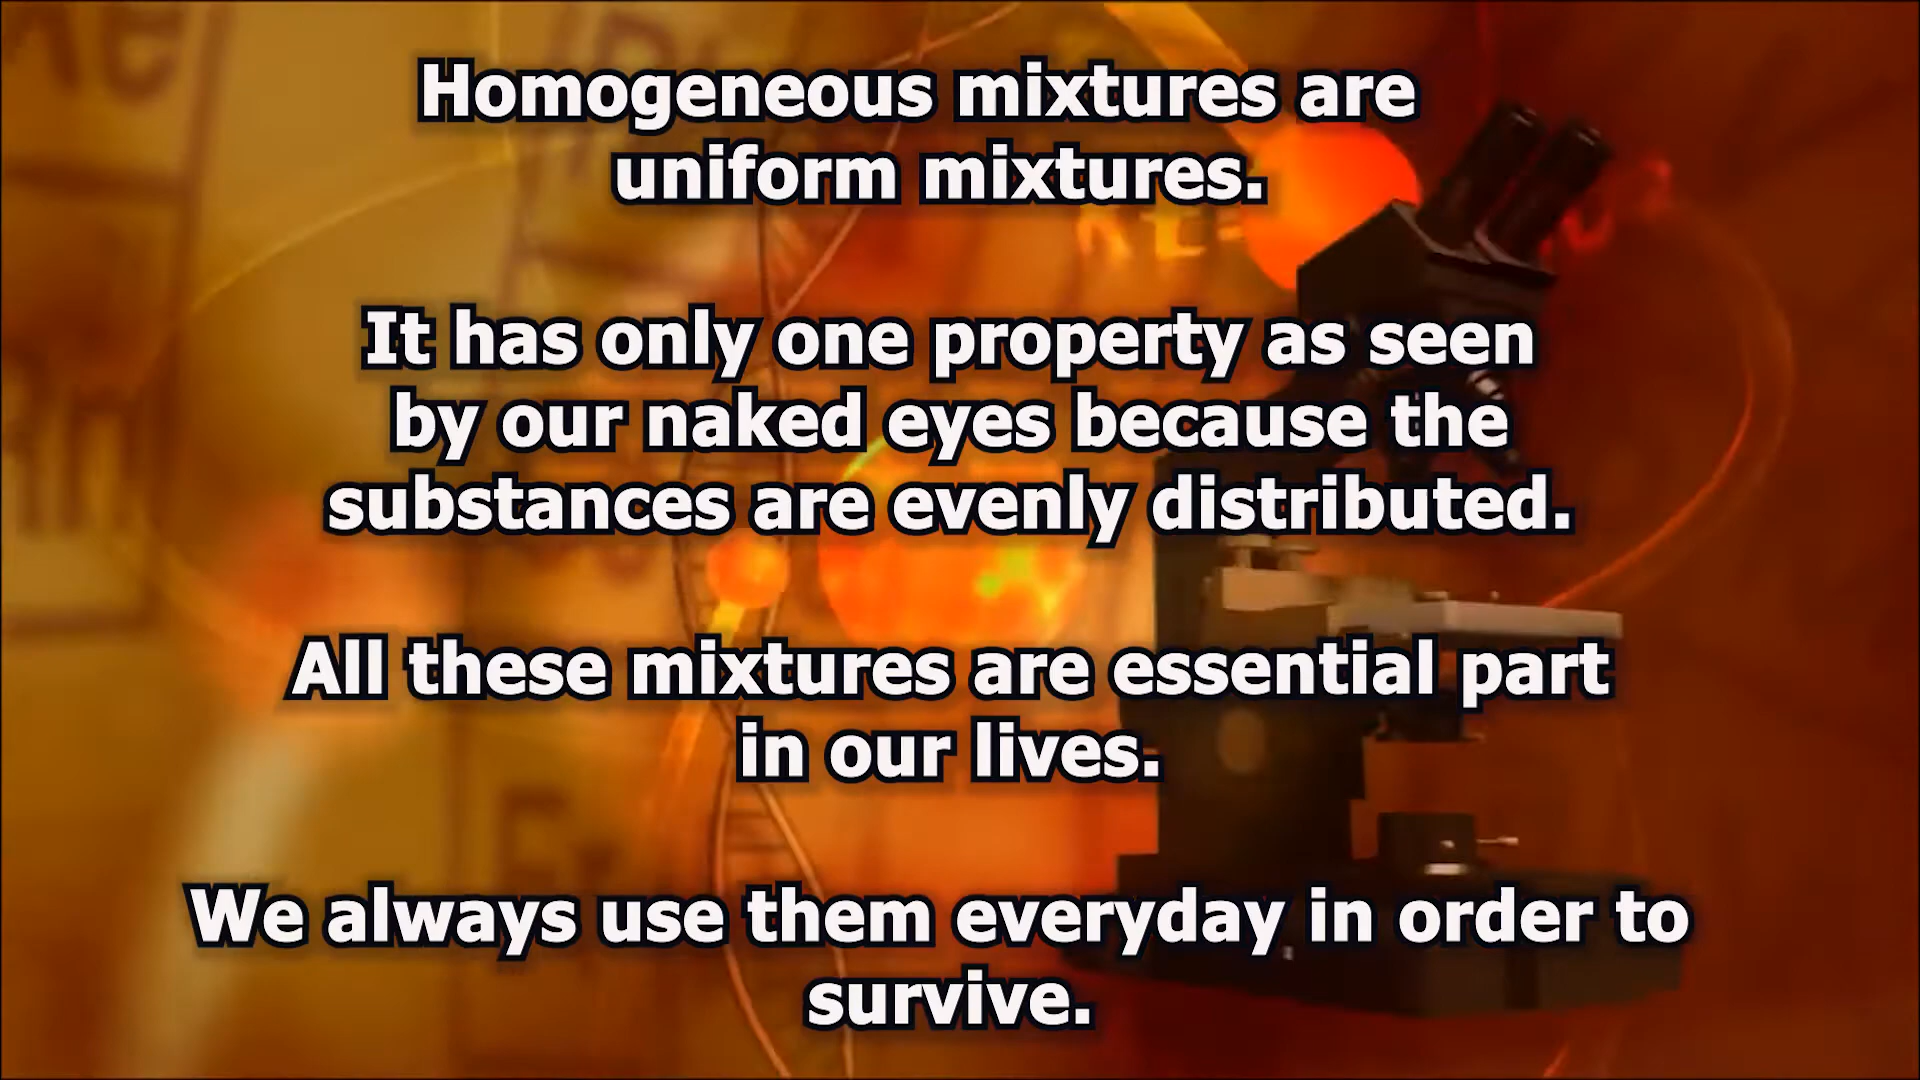 Homogeneous mixtures are
uniform mixtures.
It has only one property as seen
by our naked eyes because the
substances are evenly distributed.
All these mixtures are essential part
in our lives.
We always use them everyday in order to
survive.